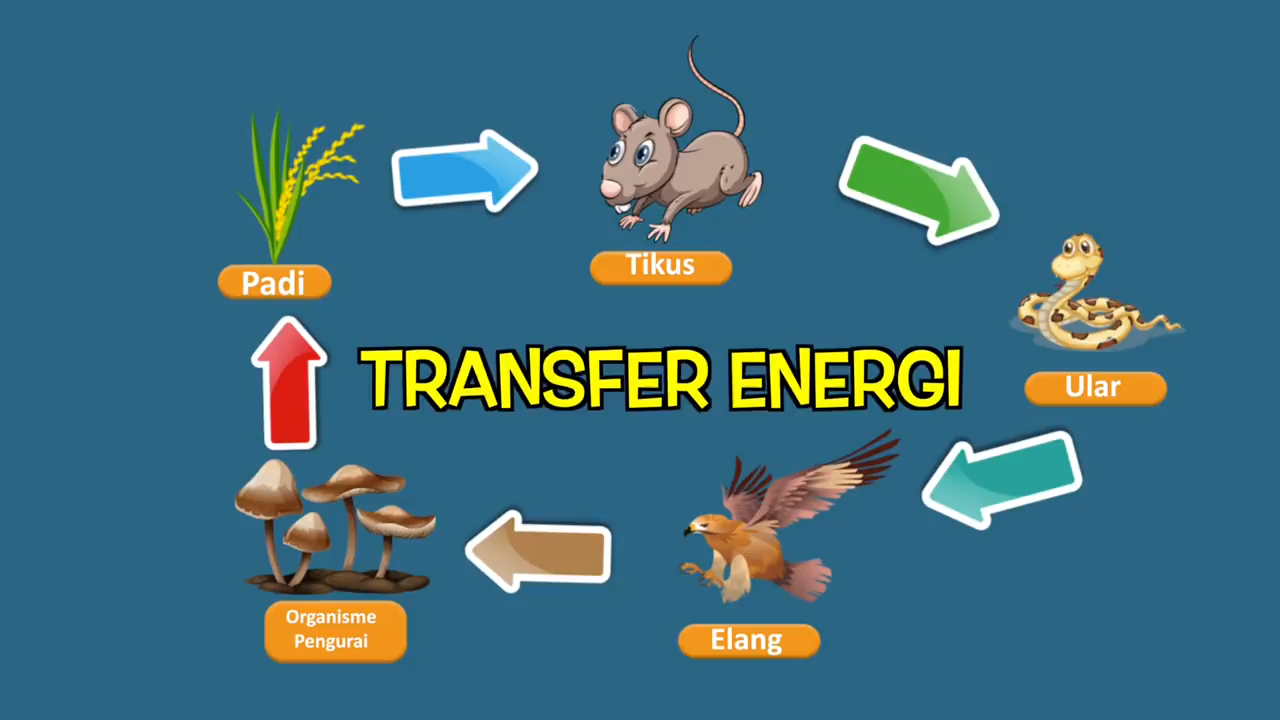 Padi
Tikus
Ular
TRANSFER ENERGI
Organisme
Pengurai
Elang